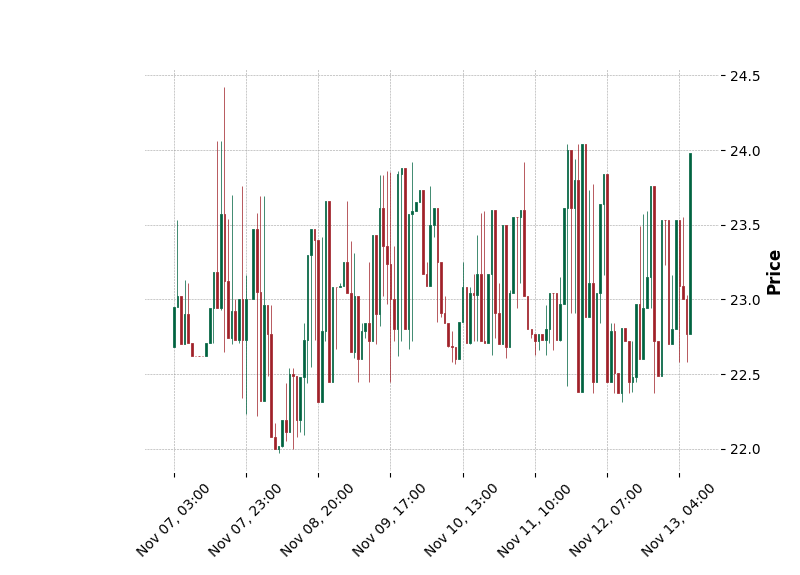 24.5
24.0
23.5
23.0
22.5
22.0
Price
Nov 07, 03:00
Nov 07, 23:00
Nov 08, 20:00
Nov 09, 17:00
Nov 10, 13:00
Nov 11, 10:00
Nov 12, 07:00
Nov 13, 04:00